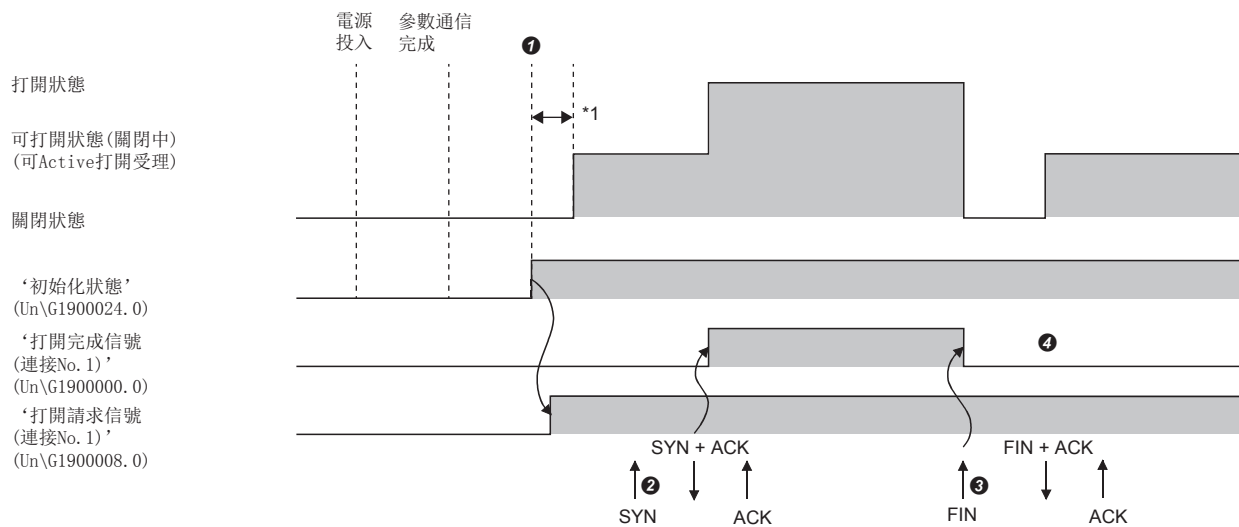 電源
投入
參數通信
完成
❶
打開狀態
*1
可打開狀態(關閉中)
(可Active打開受理)
關閉狀態
‘初始化狀態’
(Un\G1900024.0)
‘打開完成信號
(連接No.1)’
(Un\G1900000.0)
❹
‘打開請求信號
(連接No.1)’
(Un\G1900008.0)
SYN + ACK
FIN + ACK
❷
❸
SYN
ACK
FIN
ACK